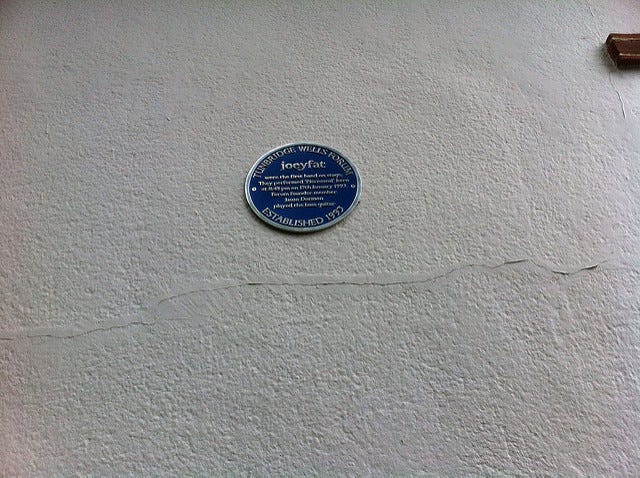 TUNBRIDGE WELLS FORUM
joeyfat
were the first band on stage.
They performed 'Pleronasal' here
at 8.45 pm on 17th January 1993
Forum founder-member
Jason Dormon
played the bass guitar
ESTABLISHED 1993